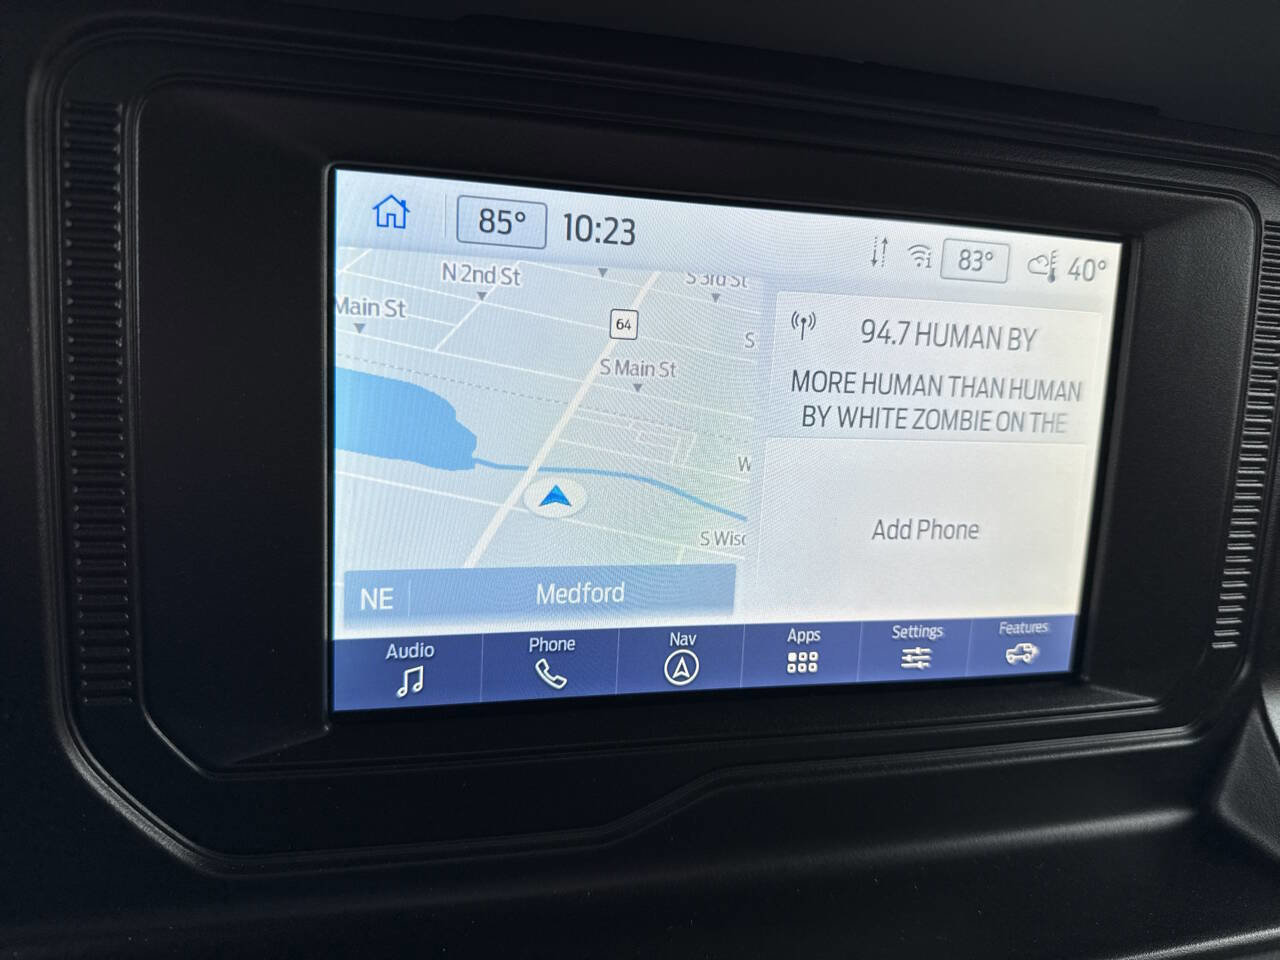 85° 10:23 83° 40°
N 2nd St
S 3rd St
Main St
64
S Main St
S
W
S Wisc
NE Medford
94.7 HUMAN BY
MORE HUMAN THAN HUMAN
BY WHITE ZOMBIE ON THE
Add Phone
Audio Phone Nav Apps Settings Features